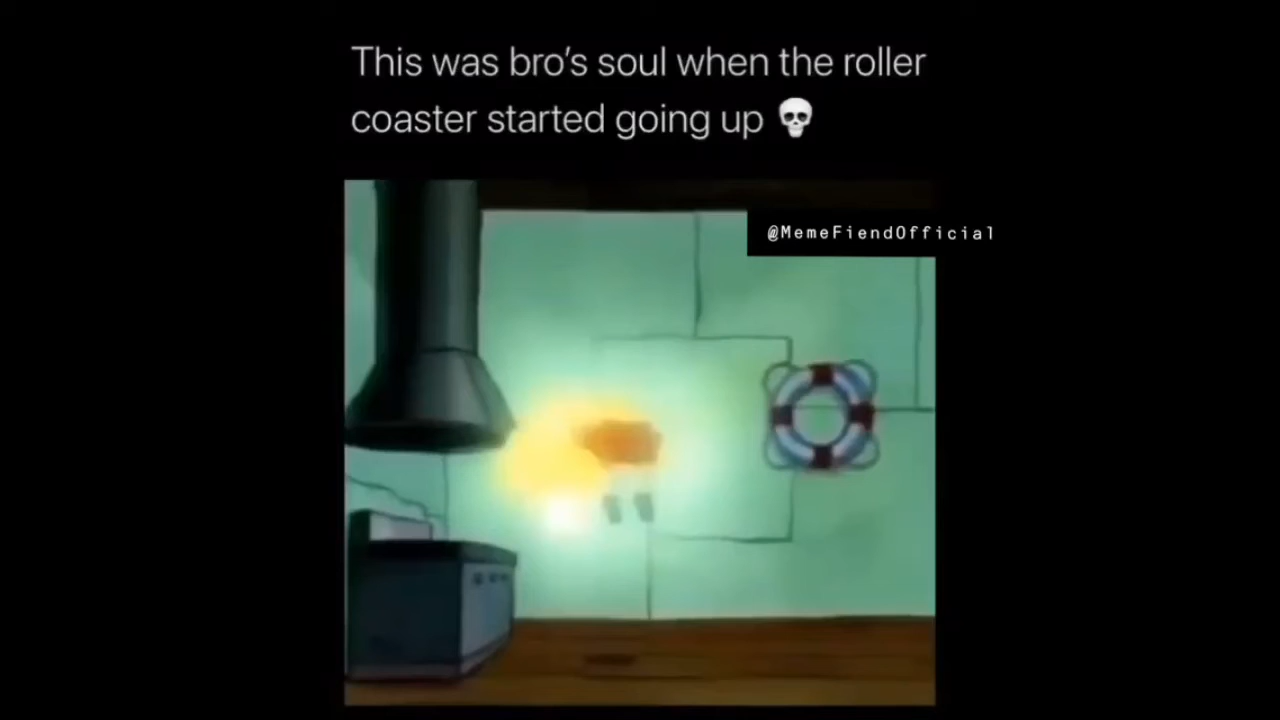 This was bro’s soul when the roller
coaster started going up 💀
@MemeFiendOfficial